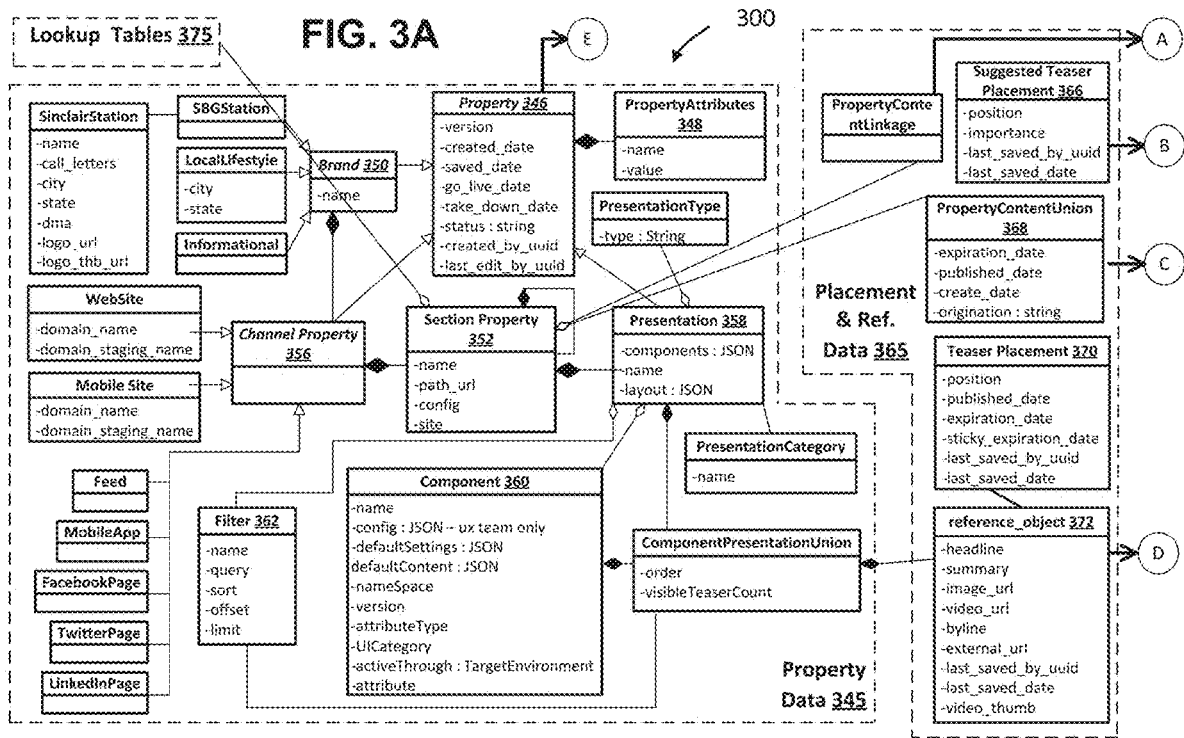 Lookup Tables 375
FIG. 3A
300
E
A
B
C
D
SinclairStation
-name
-call_letters
-city
-state
-dma
-logo_url
-logo_thb_url
SBGStation
LocalLifestyle
-city
-state
Informational
Brand 350
-name
Property 346
-version
-created_date
-saved_date
-go_live_date
-take_down_date
-status : string
-created_by_uuid
-last_edit_by_uuid
PropertyAttributes
348
-name
-value
PresentationType
-type : String
WebSite
-domain_name
-domain_staging_name
Mobile Site
-domain_name
-domain_staging_name
Channel Property
356
Section Property
352
-name
-path_url
-config
-site
Presentation 358
-components : JSON
-name
-layout : JSON
PresentationCategory
-name
Feed
MobileApp
FacebookPage
TwitterPage
LinkedInPage
Filter 362
-name
-query
-sort
-offset
-limit
Component 360
-name
-config : JSON -- ux team only
-defaultSettings : JSON
defaultContent : JSON
-nameSpace
-version
-attributeType
-UICategory
-activeThrough : TargetEnvironment
-attribute
ComponentPresentationUnion
-order
-visibleTeaserCount
Property
Data 345
PropertyConte
ntLinkage
Suggested Teaser
Placement 366
-position
-importance
-last_saved_by_uuid
-last_saved_date
PropertyContentUnion
368
-expiration_date
-published_date
-create_date
-origination : string
Placement
& Ref.
Data 365
Teaser Placement 370
-position
-published_date
-expiration_date
-sticky_expiration_date
-last_saved_by_uuid
-last_saved_date
reference_object 372
-headline
-summary
-image_url
-video_url
-byline
-external_url
-last_saved_by_uuid
-last_saved_date
-video_thumb